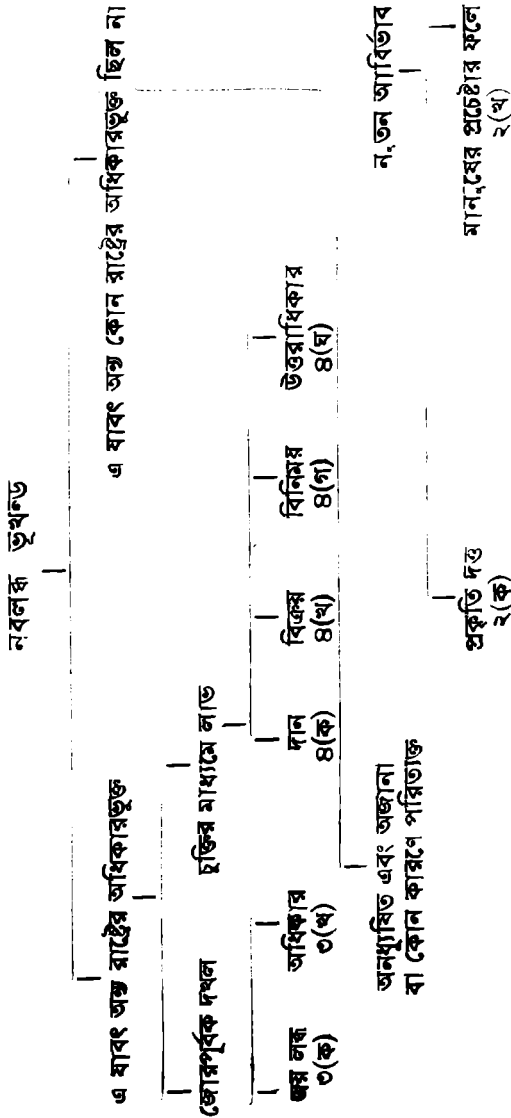 নবলব্ধ ভূখন্ড
এ যাবৎ অন্য রাষ্ট্রের অধিকারভুক্ত
এ যাবৎ অন্য কোন রাষ্ট্রের অধিকারভুক্ত ছিল না
জোরপূর্বক দখল
চুক্তির মাধ্যমে লাভ
জয় লব্ধ
৩(ক)
অধিকার
৩(খ)
দান
৪(ক)
বিক্রয়
৪(খ)
বিনিময়
৪(গ)
উত্তরাধিকার
৪(ঘ)
অনধ্যুষিত এবং অজানা
বা কোন কারণে পরিত্যক্ত
নূতন আবির্ভাব
প্রকৃতি দত্ত
২(ক)
মানুষের প্রচেষ্টার ফলে
২(খ)